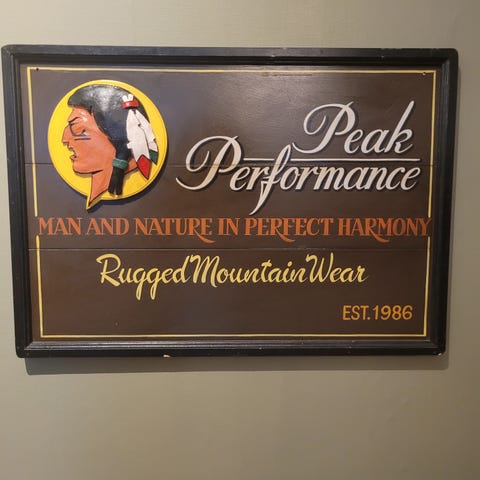 Peak
Performance
MAN AND NATURE IN PERFECT HARMONY
Rugged Mountain Wear
EST. 1986